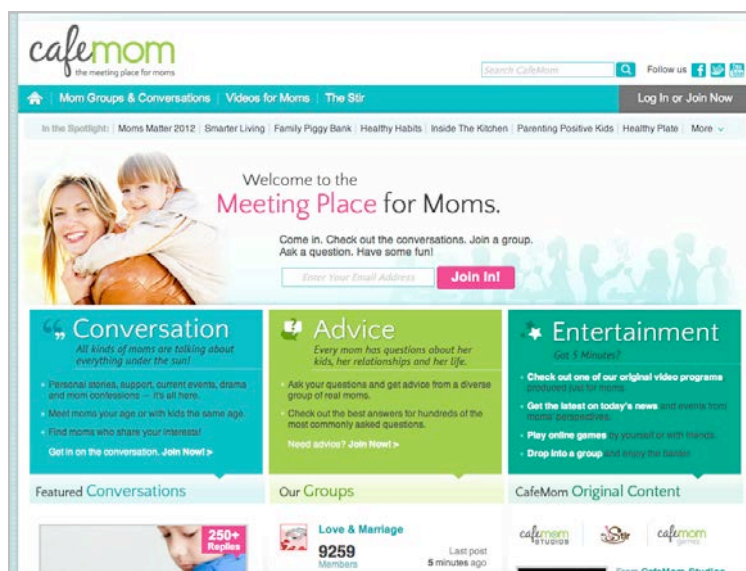 cafemom
the meeting place for moms
Search CafeMom
Follow us
Mom Groups & Conversations | Videos for Moms | The Stir
Log In or Join Now
In the Spotlight: Moms Matter 2012 | Smarter Living | Family Piggy Bank | Healthy Habits | Inside The Kitchen | Parenting Positive Kids | Healthy Plate | More
Welcome to the
Meeting Place for Moms.
Come in. Check out the conversations. Join a group.
Ask a question. Have some fun!
Enter Your Email Address
Join In!
Conversation
All kinds of moms are talking about
everything under the sun!
Personal stories, support, current events, drama
and mom confessions — it's all here.
Meet moms your age or with kids the same age.
Find moms who share your interests!
Get in on the conversation. Join Now! >
Advice
Every mom has questions about her
kids, her relationships and her life.
Ask your questions and get advice from a diverse
group of real moms.
Check out the best answers for hundreds of the
most commonly asked questions.
Need advice? Join Now! >
Entertainment
Got 5 Minutes?
Check out one of our original video programs
produced just for moms.
Get the latest on today's news and events from
moms' perspectives.
Play online games by yourself or with friends.
Drop into a group and enjoy the banter.
Featured Conversations
Our Groups
CafeMom Original Content
250+
Replies
Love & Marriage
9259
Members
Last post
5 minutes ago
cafemom
STUDIOS
The Stir
cafemom
games
From CafeMom Studios